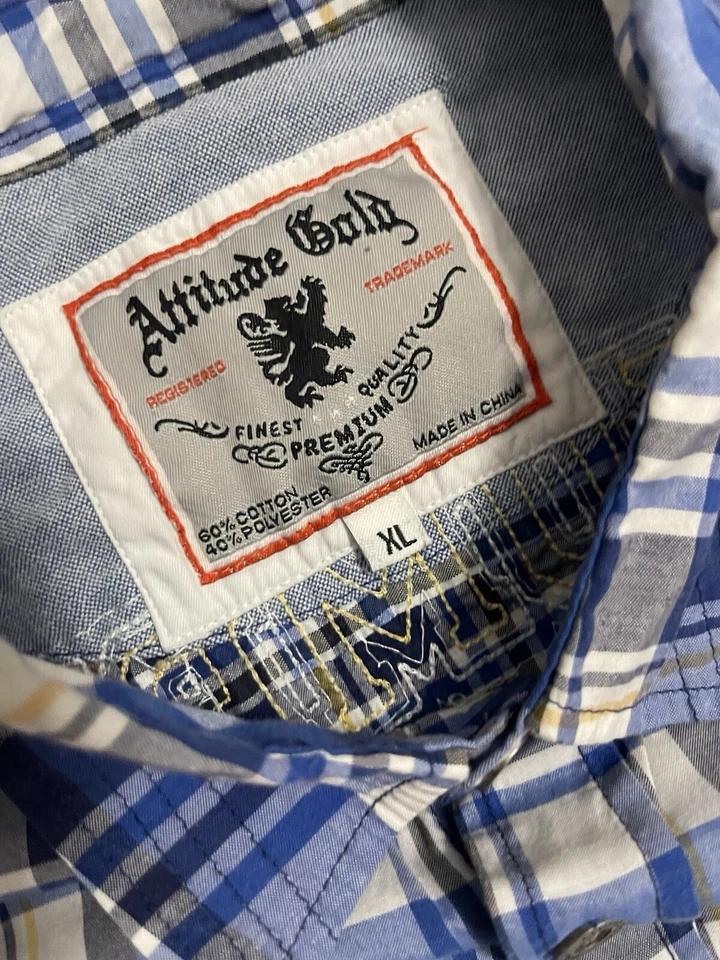 Attitude Gold
REGISTERED
TRADEMARK
FINEST QUALITY
PREMIUM
MADE IN CHINA
60% COTTON
40% POLYESTER
XL